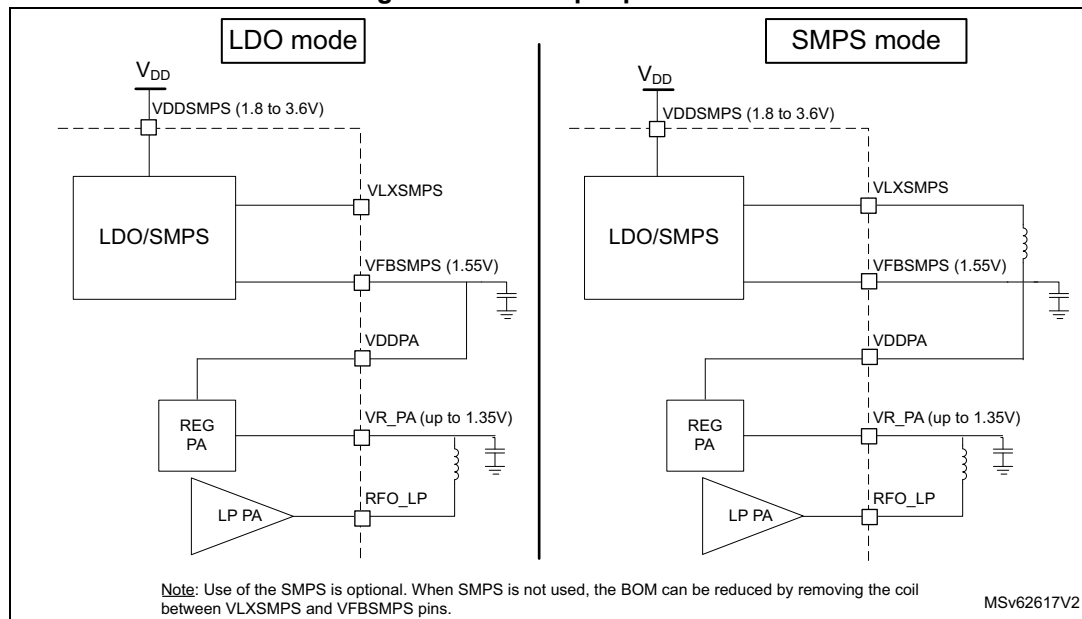 LDO mode
SMPS mode
VDD
VDDSMPS (1.8 to 3.6V)
VLXSMPS
LDO/SMPS
VFBSMPS (1.55V)
VDDPA
REG
PA
VR_PA (up to 1.35V)
RFO_LP
LP PA
VDD
VDDSMPS (1.8 to 3.6V)
VLXSMPS
LDO/SMPS
VFBSMPS (1.55V)
VDDPA
REG
PA
VR_PA (up to 1.35V)
RFO_LP
LP PA
Note: Use of the SMPS is optional. When SMPS is not used, the BOM can be reduced by removing the coil
between VLXSMPS and VFBSMPS pins.
MSv62617V2